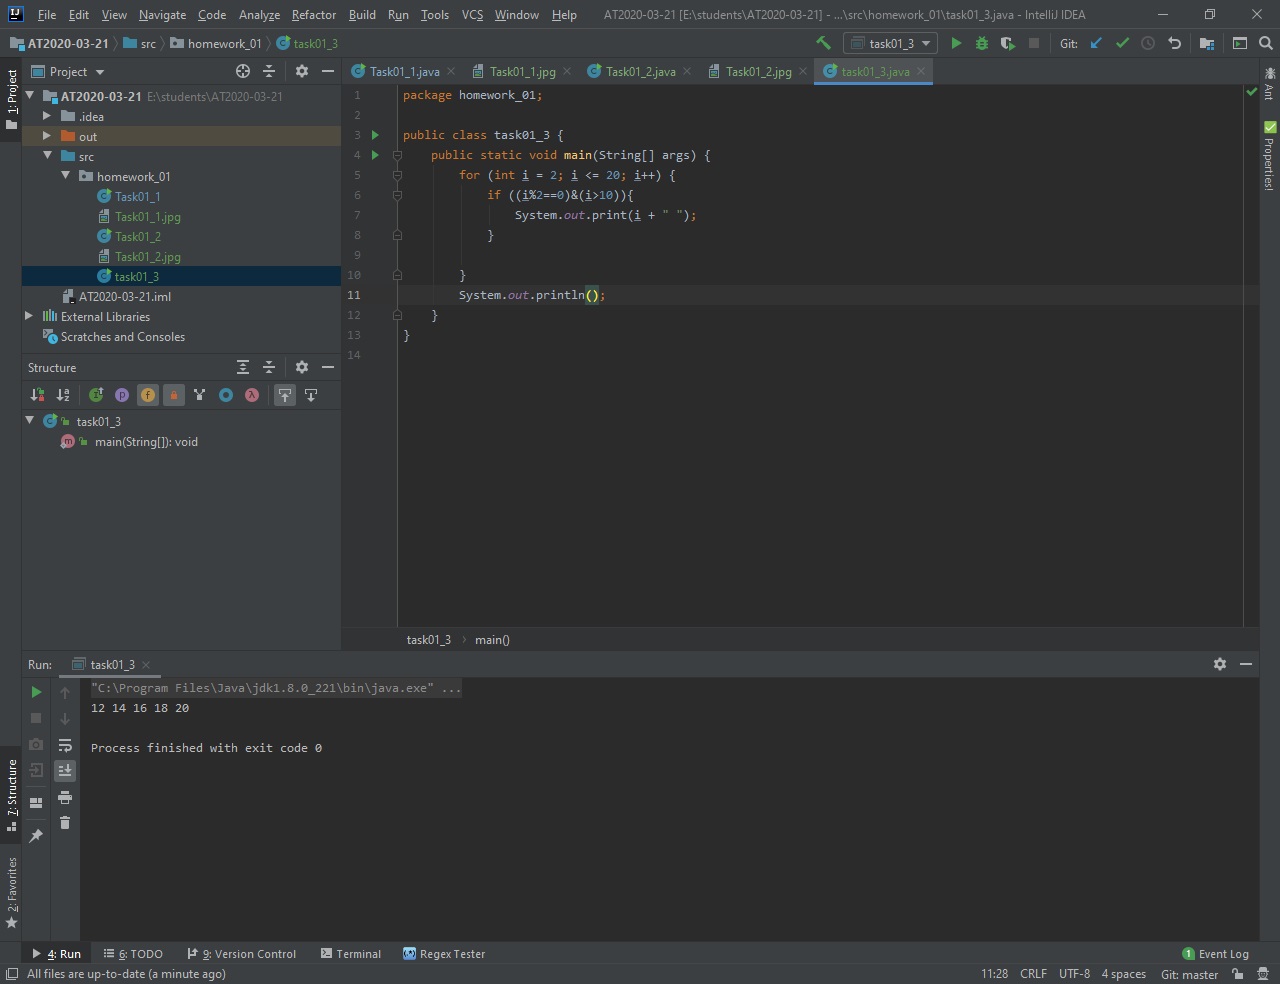 File Edit View Navigate Code Analyze Refactor Build Run Tools VCS Window Help AT2020-03-21 [E:\students\AT2020-03-21] - ...\src\homework_01\task01_3.java - IntelliJ IDEA
AT2020-03-21 src homework_01 task01_3 task01_3 Git:
1: Project
Project
AT2020-03-21 E:\students\AT2020-03-21
.idea
out
src
homework_01
Task01_1
Task01_1.jpg
Task01_2
Task01_2.jpg
task01_3
AT2020-03-21.iml
External Libraries
Scratches and Consoles
Structure
task01_3
main(String[]): void
Task01_1.java Task01_1.jpg Task01_2.java Task01_2.jpg task01_3.java
1 package homework_01;
2
3 public class task01_3 {
4 public static void main(String[] args) {
5 for (int i = 2; i <= 20; i++) {
6 if ((i%2==0)&(i>10)){
7 System.out.print(i + " ");
8 }
9
10 }
11 System.out.println();
12 }
13 }
14
task01_3 main()
Ant
Properties!
Run: task01_3
"C:\Program Files\Java\jdk1.8.0_221\bin\java.exe" ...
12 14 16 18 20
Process finished with exit code 0
7: Structure
2: Favorites
4: Run 6: TODO 9: Version Control Terminal Regex Tester 1 Event Log
All files are up-to-date (a minute ago) 11:28 CRLF UTF-8 4 spaces Git: master